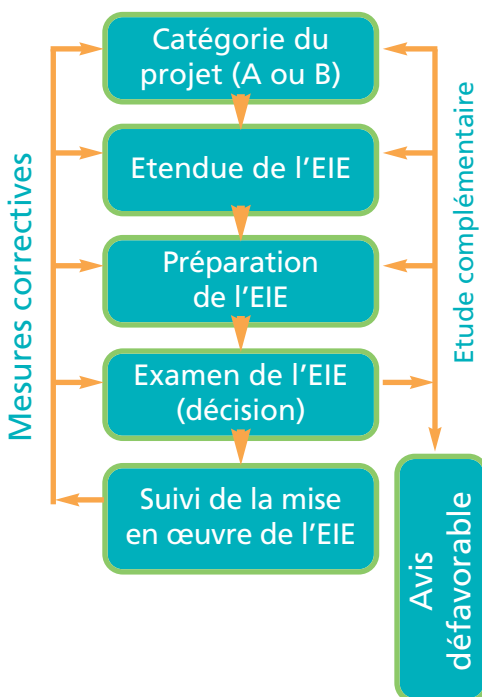 Catégorie du
projet (A ou B)
Etendue de l’EIE
Préparation
de l’EIE
Examen de l’EIE
(décision)
Suivi de la mise
en œuvre de l’EIE
Mesures correctives
Etude complémentaire
Avis
défavorable